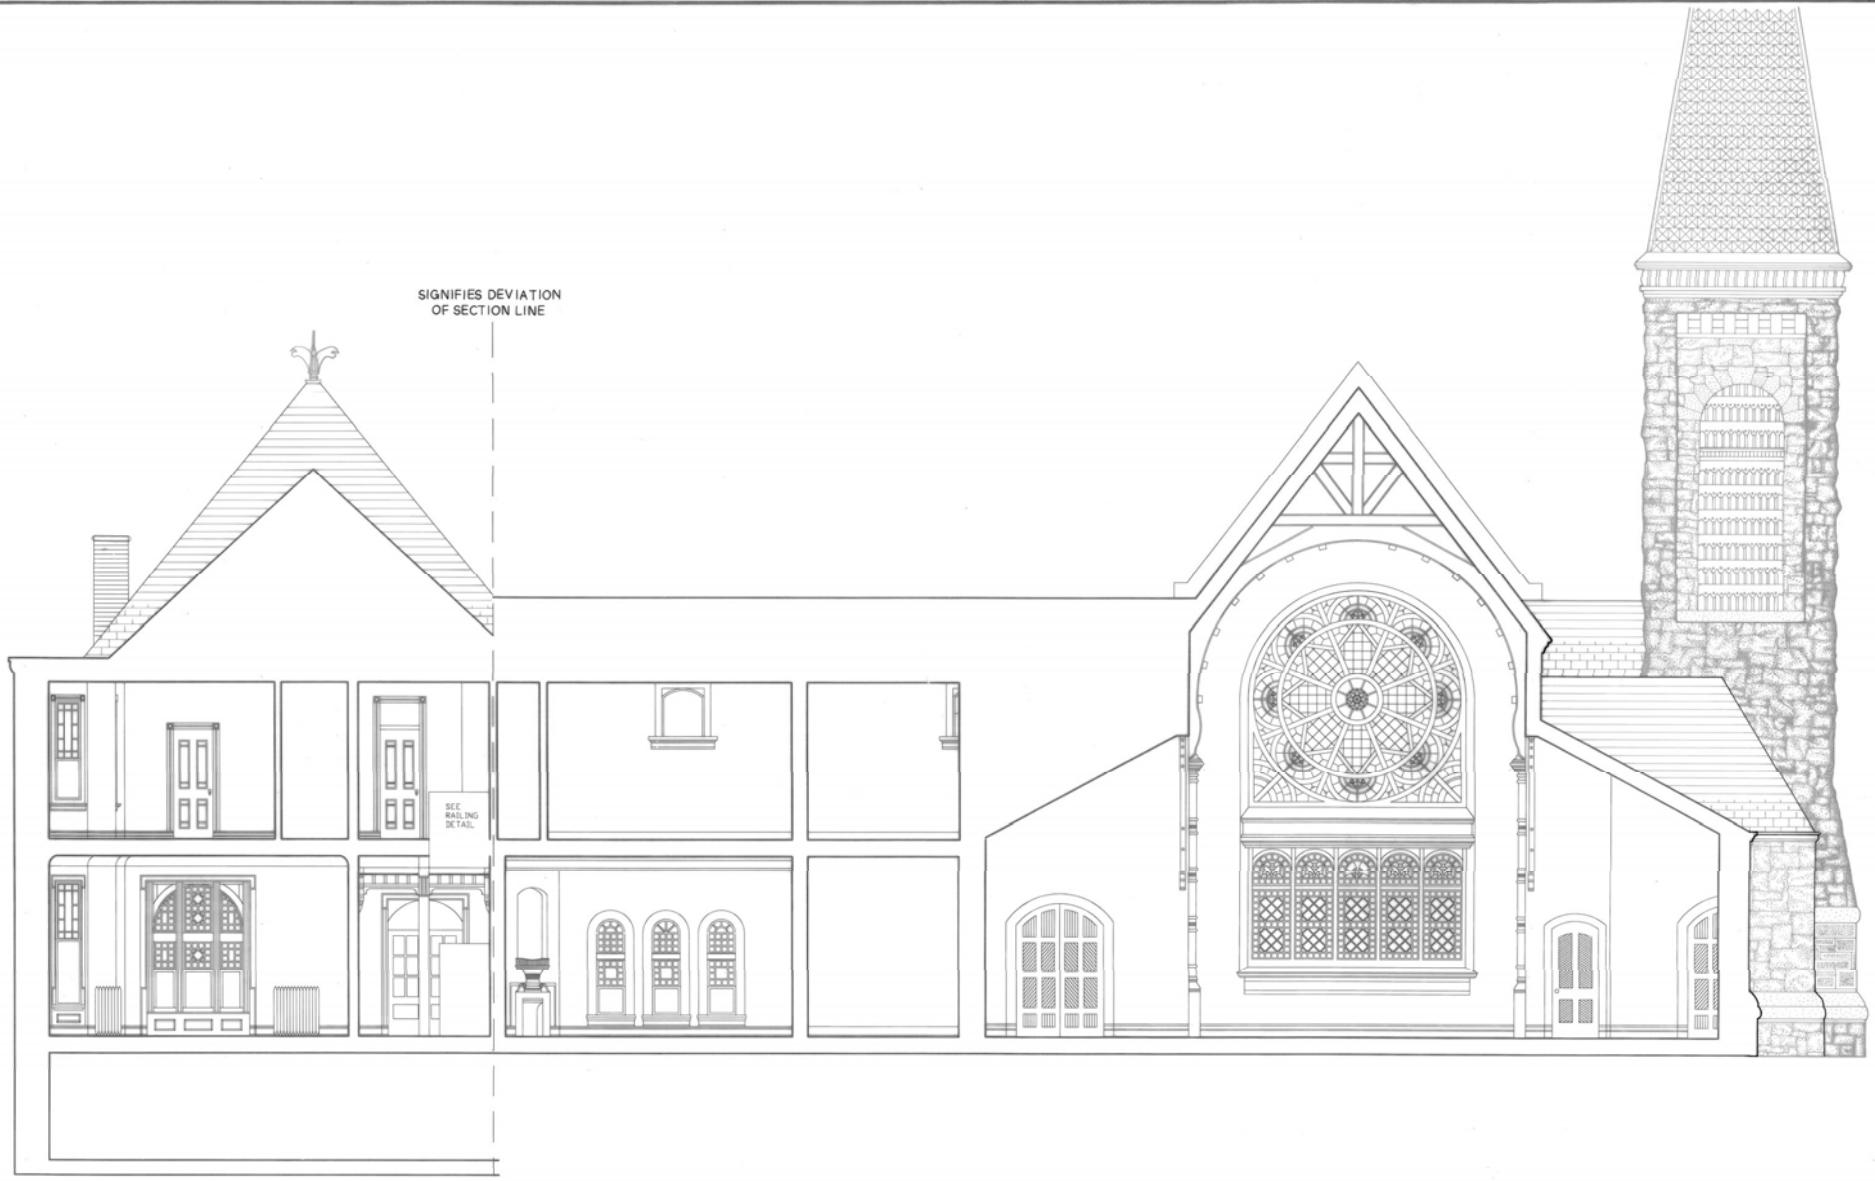 SIGNIFIES DEVIATION
OF SECTION LINE
SEE
RAILING
DETAIL